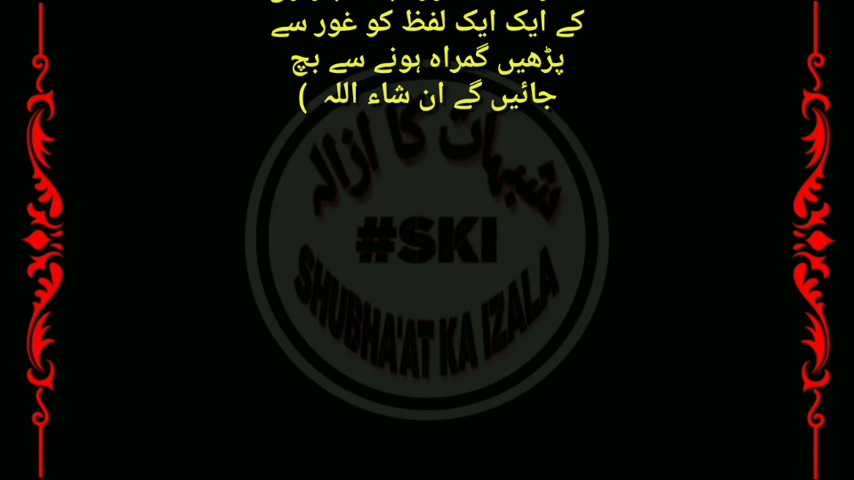 کے ایک ایک لفظ کو غور سے
پڑھیں گمراہ ہونے سے بچ
جائیں گے ان شاء اللہ )
شبہات کا ازالہ
#SKI
SHUBHA'AT KA IZALA